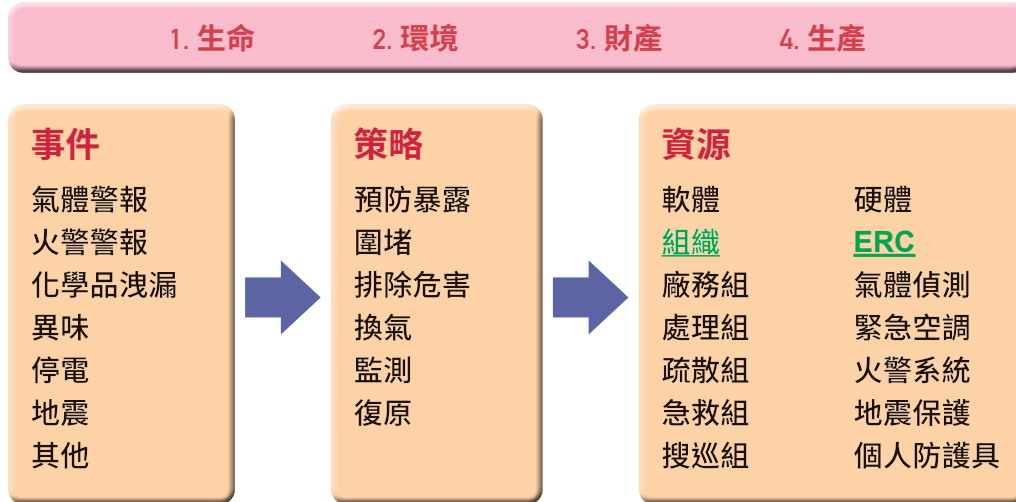 1. 生命 2. 環境 3. 財產 4. 生產
事件
氣體警報
火警警報
化學品洩漏
異味
停電
地震
其他
策略
預防暴露
圍堵
排除危害
換氣
監測
復原
資源
軟體 硬體
組織 ERC
廠務組 氣體偵測
處理組 緊急空調
疏散組 火警系統
急救組 地震保護
搜巡組 個人防護具